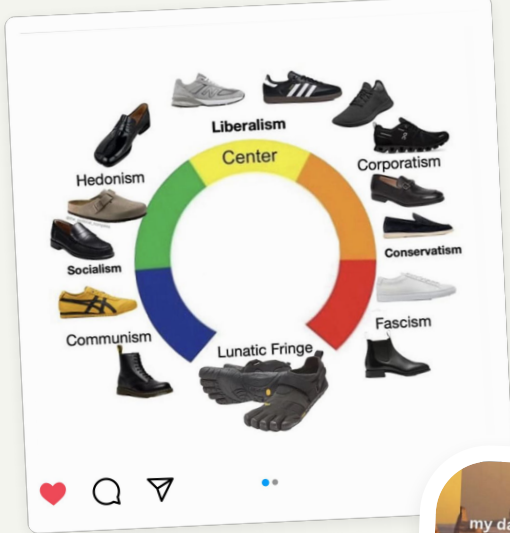 Liberalism
Center
Hedonism
Corporatism
Socialism
Conservatism
Communism
Fascism
Lunatic Fringe
my da